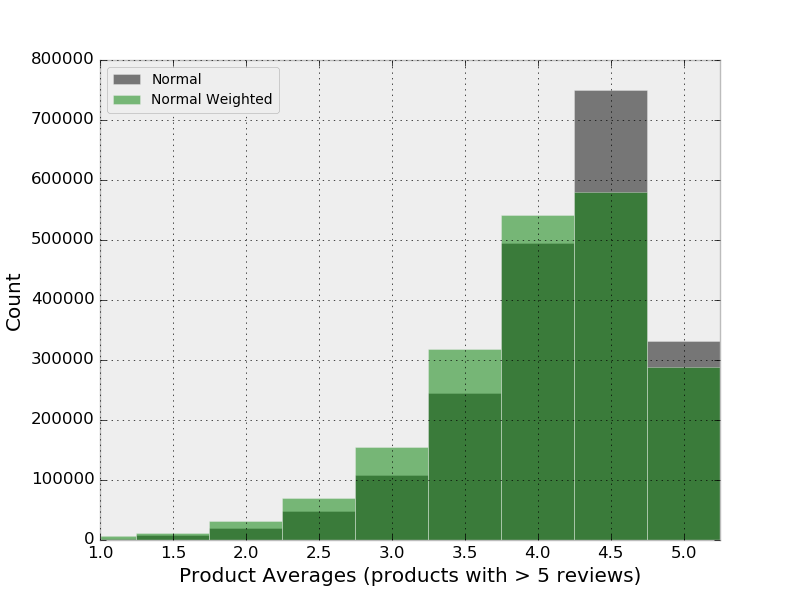 800000
700000
600000
500000
400000
300000
200000
100000
0
Count
Normal
Normal Weighted
1.0 1.5 2.0 2.5 3.0 3.5 4.0 4.5 5.0
Product Averages (products with > 5 reviews)